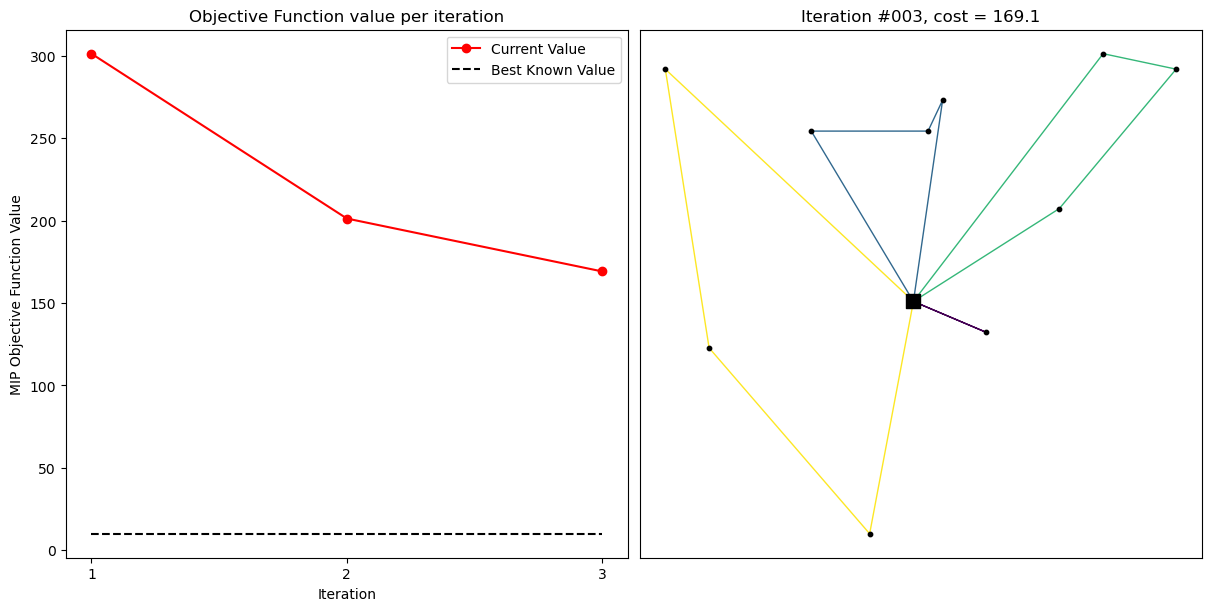 Objective Function value per iteration
Current Value
Best Known Value
300
250
200
150
100
50
0
MIP Objective Function Value
1
2
3
Iteration
Iteration #003, cost = 169.1